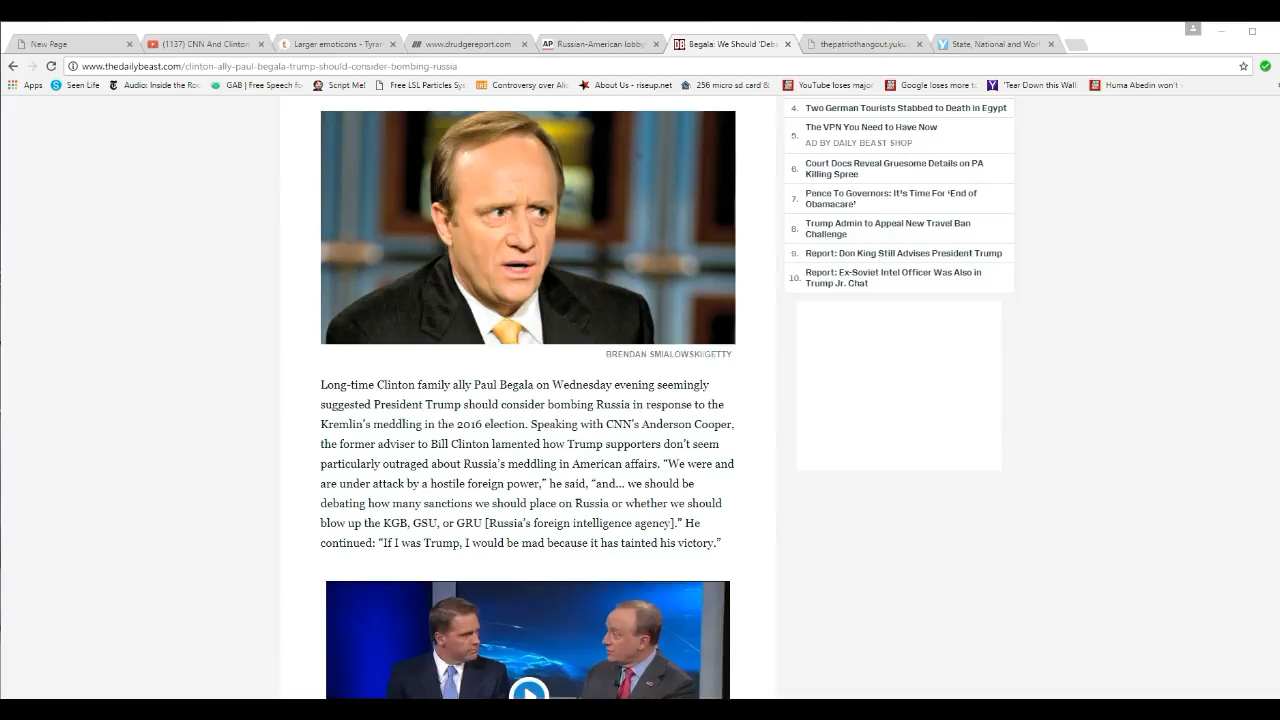 New Page
(1137) CNN And Clinton
Larger emoticons - Tyran
www.drudgereport.com
AP Russian-American lobby
Begala: We Should 'Deba
thepatriothangout.yuku
State, National and Worl
www.thedailybeast.com/clinton-ally-paul-begala-trump-should-consider-bombing-russia
Apps
Seen Life
Audio: Inside the Ro
GAB | Free Speech fo
Script Me!
Free LSL Particles Sys
Controversy over Alic
About Us - riseup.net
256 micro sd card &
YouTube loses major
Google loses more to
'Tear Down this Wall
Huma Abedin won't
4. Two German Tourists Stabbed to Death in Egypt
5. The VPN You Need to Have Now
AD BY DAILY BEAST SHOP
6. Court Docs Reveal Gruesome Details on PA
Killing Spree
7. Pence To Governors: It's Time For 'End of
Obamacare'
8. Trump Admin to Appeal New Travel Ban
Challenge
9. Report: Don King Still Advises President Trump
10. Report: Ex-Soviet Intel Officer Was Also in
Trump Jr. Chat
BRENDAN SMIALOWSKI/GETTY
Long-time Clinton family ally Paul Begala on Wednesday evening seemingly
suggested President Trump should consider bombing Russia in response to the
Kremlin's meddling in the 2016 election. Speaking with CNN's Anderson Cooper,
the former adviser to Bill Clinton lamented how Trump supporters don't seem
particularly outraged about Russia's meddling in American affairs. "We were and
are under attack by a hostile foreign power," he said, "and... we should be
debating how many sanctions we should place on Russia or whether we should
blow up the KGB, GSU, or GRU [Russia's foreign intelligence agency]." He
continued: "If I was Trump, I would be mad because it has tainted his victory."